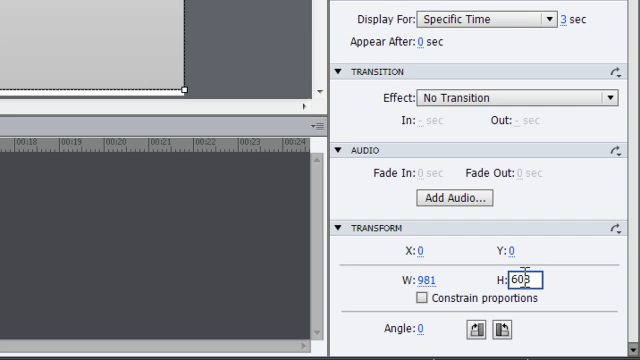 Display For: Specific Time 3 sec
Appear After: 0 sec
TRANSITION
Effect: No Transition
In: - sec Out: - sec
00:18 00:19 00:20 00:21 00:22 00:23 00:24
AUDIO
Fade In: 0 sec Fade Out: 0 sec
Add Audio...
TRANSFORM
X: 0 Y: 0
W: 981 H: 603
Constrain proportions
Angle: 0